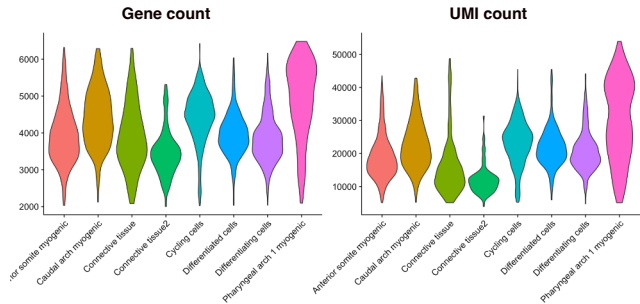 Gene count
UMI count
6000
5000
4000
3000
2000
50000
40000
30000
20000
10000
somite myogenic
Caudal arch myogenic
Connective tissue
Connective tissue2
Cycling cells
Differentiated cells
Differentiating cells
Pharyngeal arch 1 myogenic
Anterior somite myogenic
Caudal arch myogenic
Connective tissue
Connective tissue2
Cycling cells
Differentiated cells
Differentiating cells
Pharyngeal arch 1 myogenic